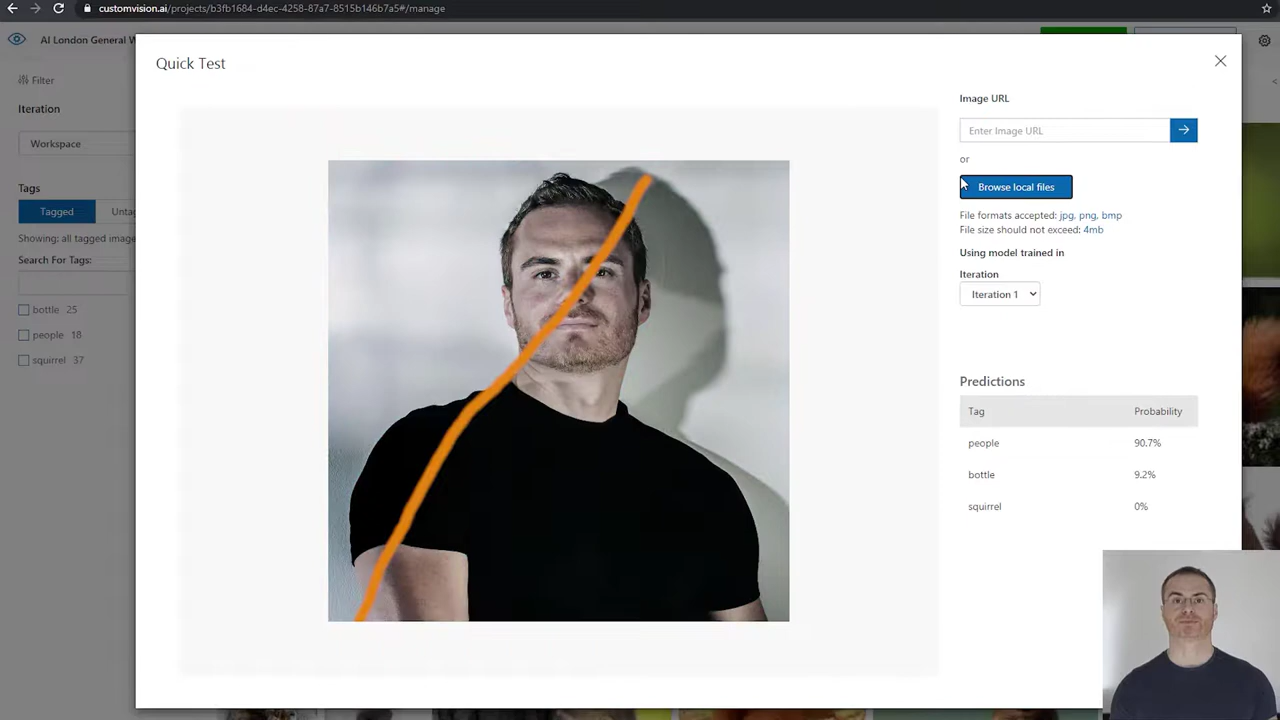 customvision.ai/projects/b3fb1684-d4ec-4258-87a7-8515b146b7a5#/manage
AI London General W
Quick Test
Filter
Iteration
Workspace
Tags
Tagged
Untag
Showing: all tagged image
Search For Tags:
bottle 25
people 18
squirrel 37
Image URL
Enter Image URL
or
Browse local files
File formats accepted: jpg, png, bmp
File size should not exceed: 4mb
Using model trained in
Iteration
Iteration 1
Predictions
Tag Probability
people 90.7%
bottle 9.2%
squirrel 0%